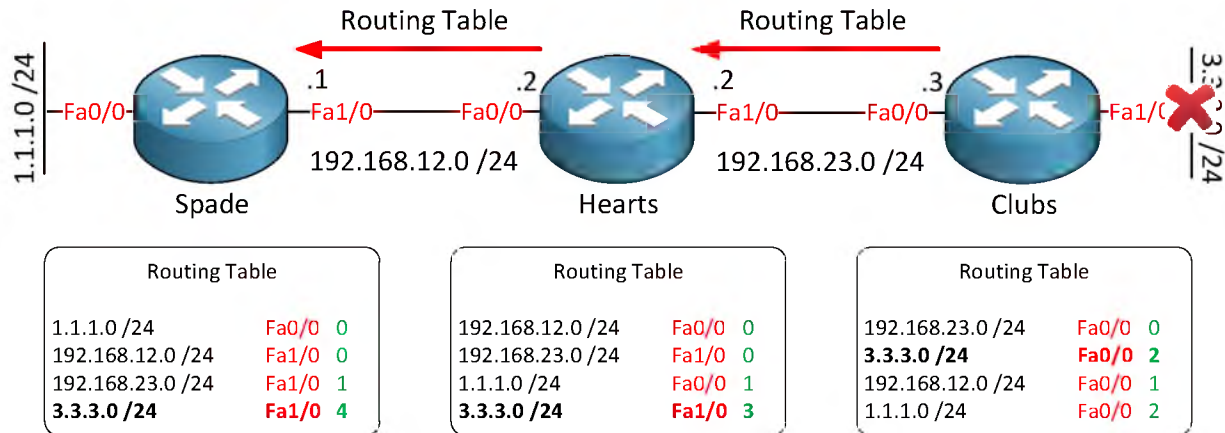 Routing Table
Routing Table
1.1.1.0 /24
Fa0/0
.1
Fa1/0
.2
Fa0/0
.2
Fa1/0
.3
Fa0/0
192.168.12.0 /24
192.168.23.0 /24
Spade
Hearts
Clubs
Routing Table
1.1.1.0 /24 Fa0/0 0
192.168.12.0 /24 Fa1/0 0
192.168.23.0 /24 Fa1/0 1
3.3.3.0 /24 Fa1/0 4
Routing Table
192.168.12.0 /24 Fa0/0 0
192.168.23.0 /24 Fa1/0 0
1.1.1.0 /24 Fa0/0 1
3.3.3.0 /24 Fa1/0 3
Routing Table
192.168.23.0 /24 Fa0/0 0
3.3.3.0 /24 Fa0/0 2
192.168.12.0 /24 Fa0/0 1
1.1.1.0 /24 Fa0/0 2